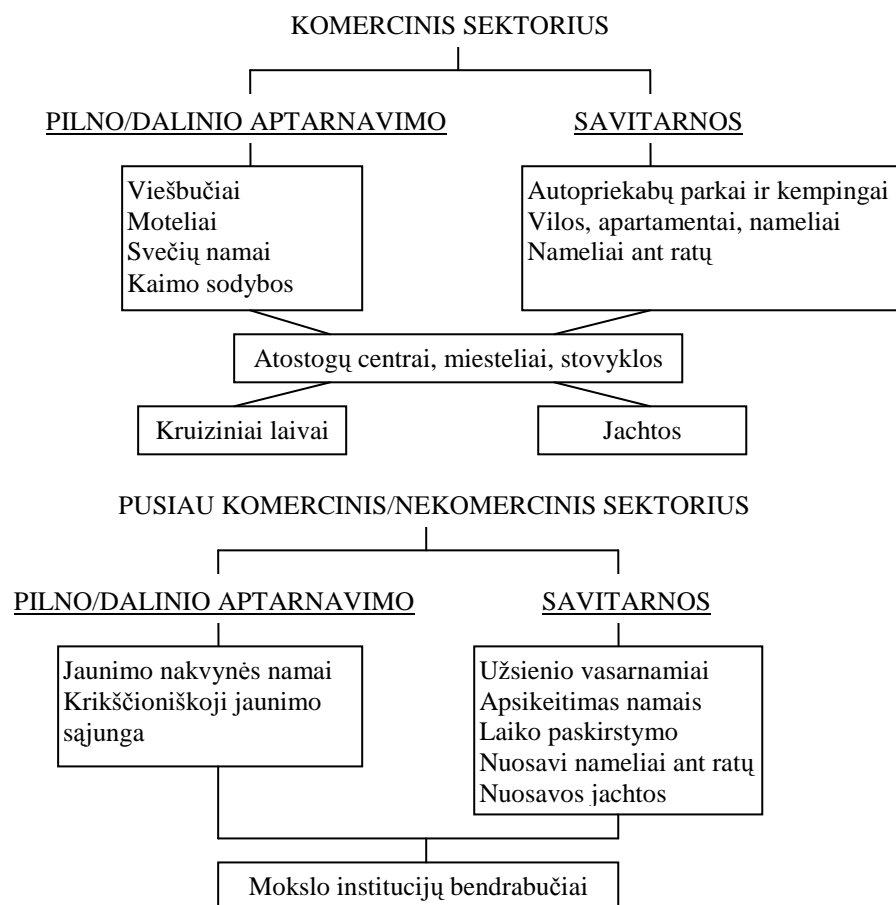 KOMERCINIS SEKTORIUS
PILNO/DALINIO APTARNAVIMO
SAVITARNOS
Viešbučiai
Moteliai
Svečių namai
Kaimo sodybos
Autopriekabų parkai ir kempingai
Vilos, apartamentai, nameliai
Nameliai ant ratų
Atostogų centrai, miesteliai, stovyklos
Kruiziniai laivai
Jachtos
PUSIAU KOMERCINIS/NEKOMERCINIS SEKTORIUS
PILNO/DALINIO APTARNAVIMO
SAVITARNOS
Jaunimo nakvynės namai
Krikščioniškoji jaunimo
sąjunga
Užsienio vasarnamiai
Apsikeitimas namais
Laiko paskirstymo
Nuosavi nameliai ant ratų
Nuosavos jachtos
Mokslo institucijų bendrabučiai